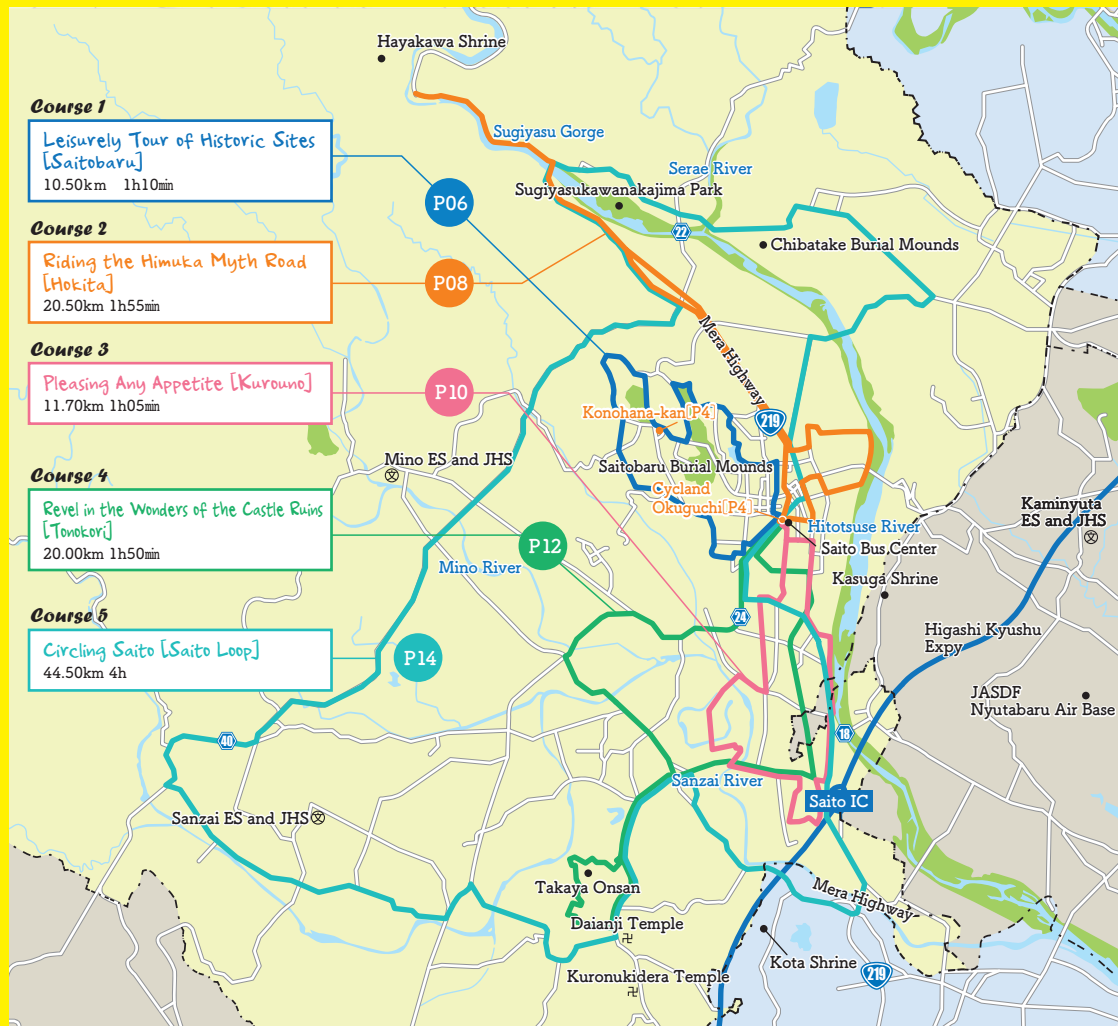 Hayakawa Shrine
Course 1
Leisurely Tour of Historic Sites
[Saitobaru]
10.50km 1h10min
P06
Course 2
Riding the Himuka Myth Road
[Hokita]
20.50km 1h55min
P08
Course 3
Pleasing Any Appetite [Kurouno]
11.70km 1h05min
P10
Course 4
Revel in the Wonders of the Castle Ruins
[Tonokori]
20.00km 1h50min
P12
Course 5
Circling Saito [Saito Loop]
44.50km 4h
P14
Sugiyasu Gorge
Serae River
Sugiyasukawanakajima Park
22
Chibatake Burial Mounds
Mera Highway
219
Konohana-kan[P4]
Mino ES and JHS
文
Saitobaru Burial Mounds
Cycland
Okuguchi[P4]
Hitotsuse River
Saito Bus Center
Kaminyuta
ES and JHS
文
Mino River
Kasuga Shrine
24
Higashi Kyushu
Expy
JASDF
Nyutabaru Air Base
40
18
Sanzai River
Saito IC
Sanzai ES and JHS
文
Takaya Onsan
Mera Highway
Daianji Temple
卍
Kota Shrine
219
Kuronukidera Temple
卍